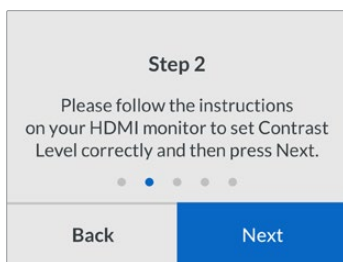 Step 2
Please follow the instructions
on your HDMI monitor to set Contrast
Level correctly and then press Next.
Back
Next